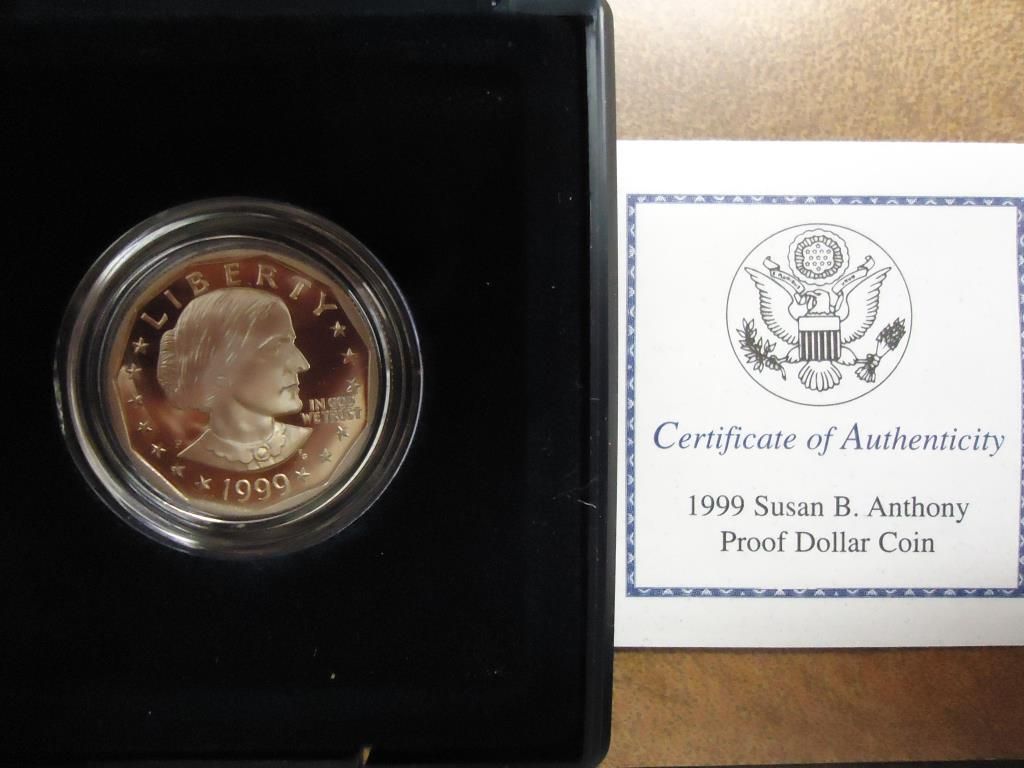 LIBERTY
IN GOD
WE TRUST
P
1999
Certificate of Authenticity
1999 Susan B. Anthony
Proof Dollar Coin